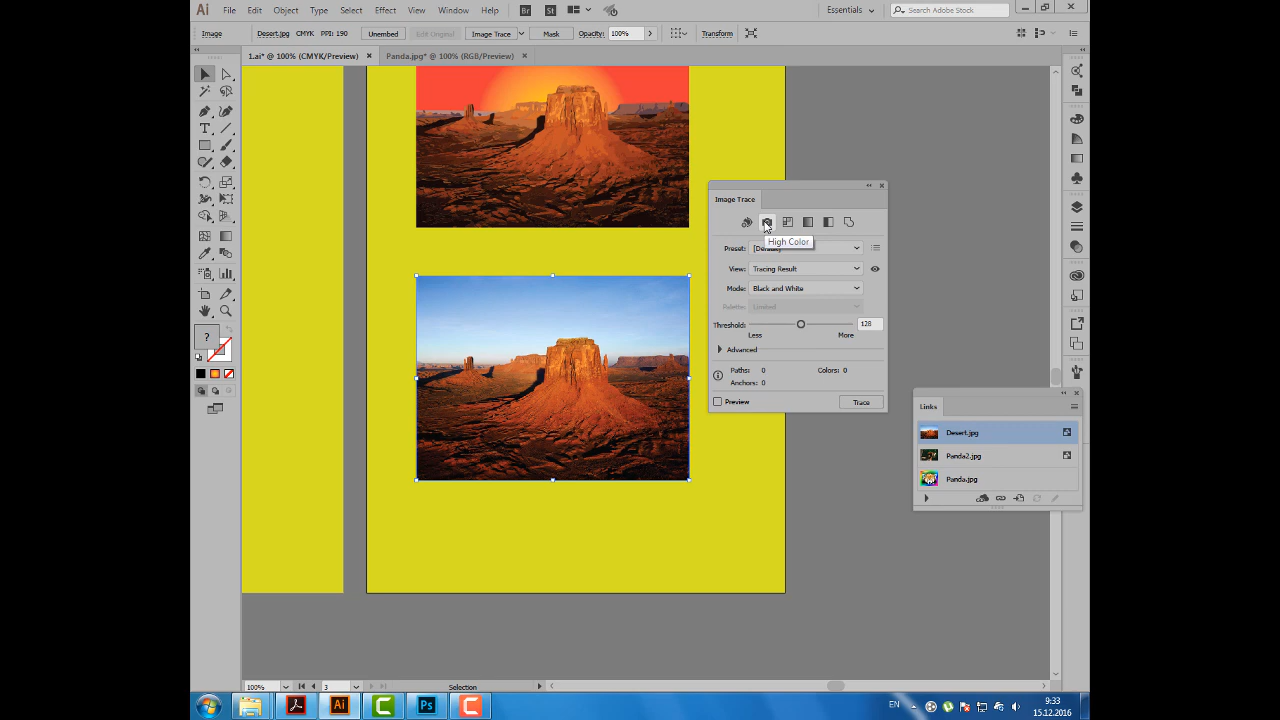 Ai File Edit Object Type Select Effect View Window Help Br St Essentials Search Adobe Stock
Image Desert.jpg CMYK PPI: 190 Unembed Edit Original Image Trace Mask Opacity: 100% Transform
1.ai* @ 100% (CMYK/Preview) Panda.jpg* @ 100% (RGB/Preview)
Image Trace
High Color
Preset: [Default]
View: Tracing Result
Mode: Black and White
Palette: Limited
Threshold: 128
Less More
Advanced
Paths: 0 Colors: 0
Anchors: 0
Preview Trace
?
Links
Desert.jpg
Panda2.jpg
Panda.jpg
100% 3 Selection
Ai Ps EN 9:33
15.12.2016